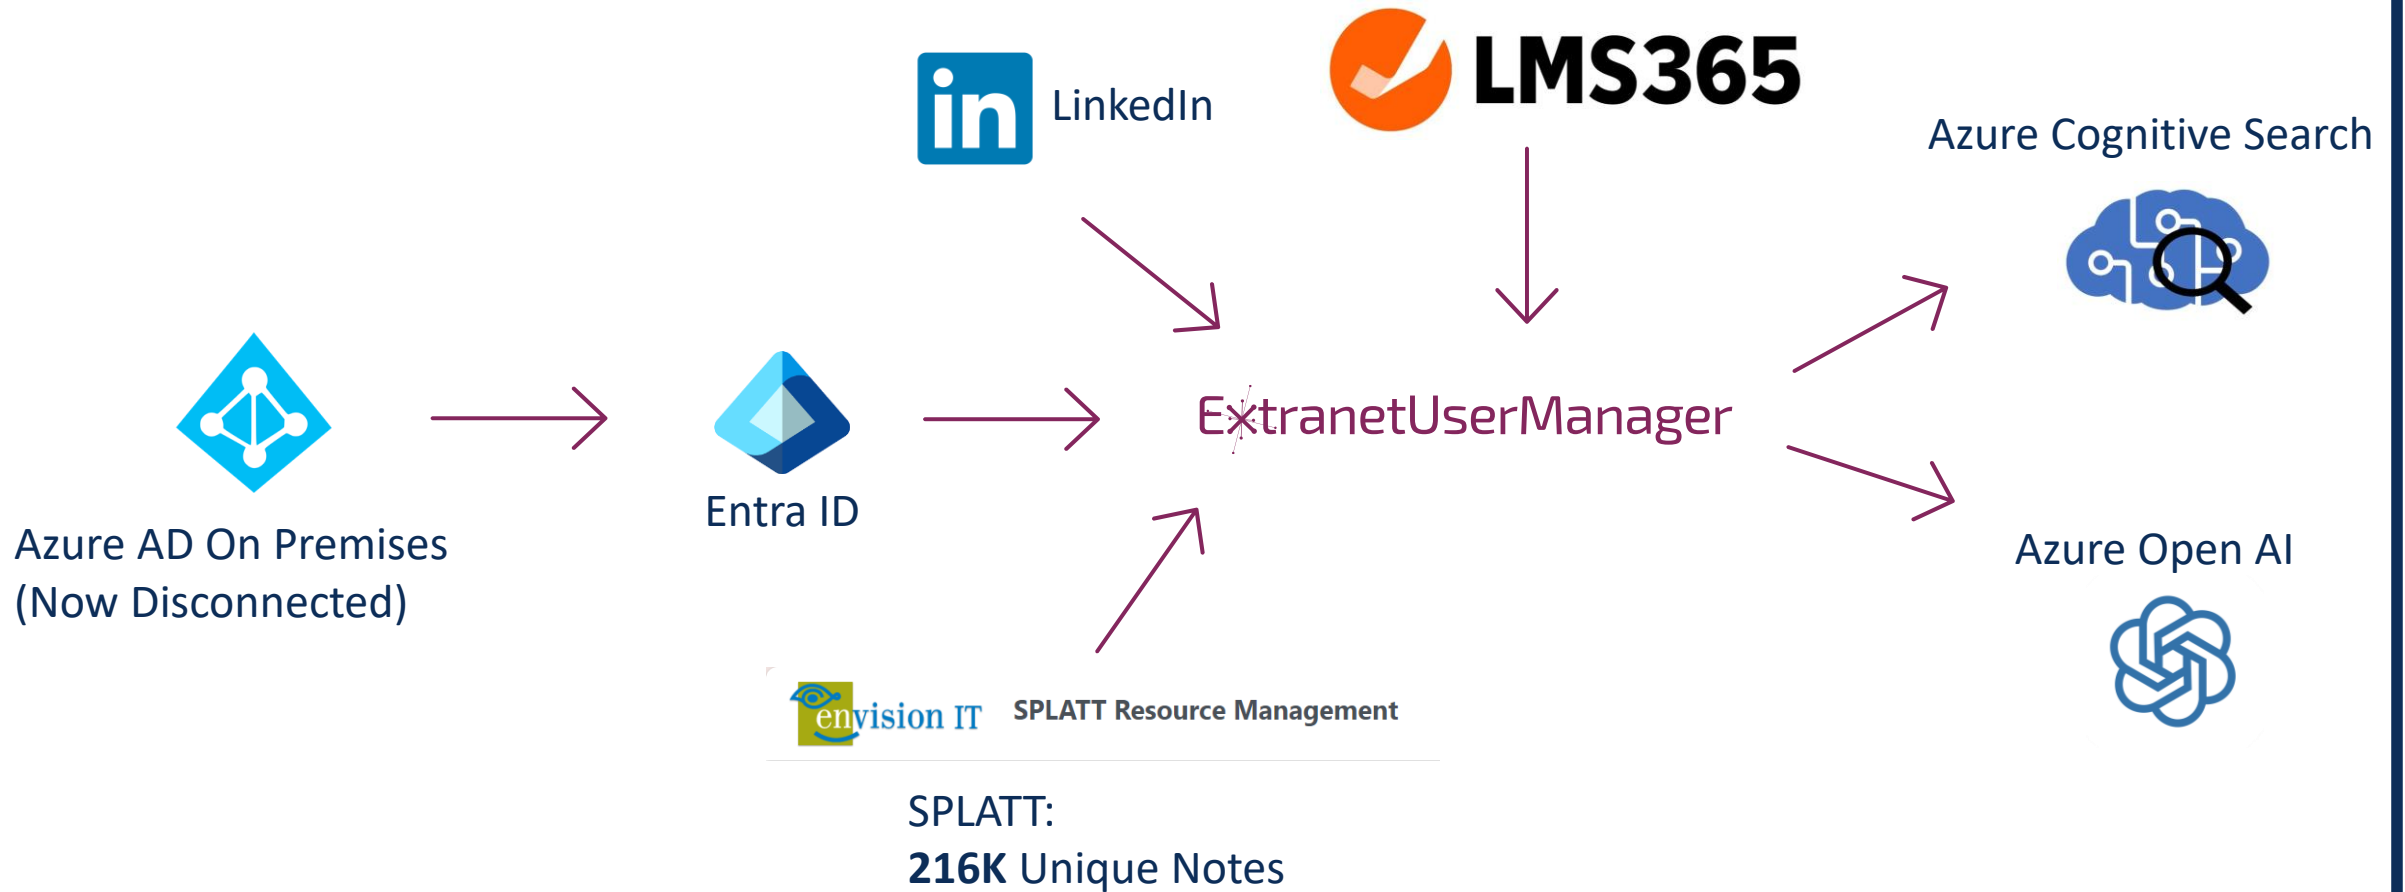 in LinkedIn
LMS365
Azure Cognitive Search
ExtranetUserManager
Entra ID
Azure AD On Premises
(Now Disconnected)
Azure Open AI
envision IT SPLATT Resource Management
SPLATT:
216K Unique Notes